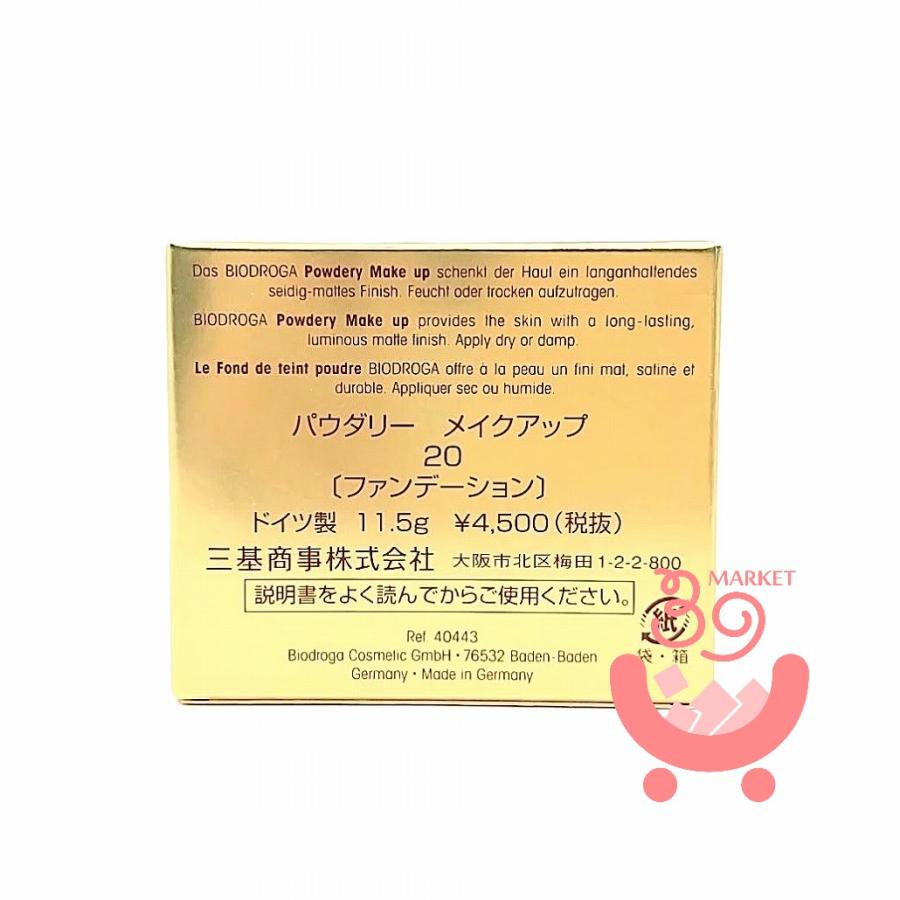 Das BIODROGA Powdery Make up schenkt der Haut ein langanhaltendes
seidig-mattes Finish. Feucht oder trocken aufzutragen.
BIODROGA Powdery Make up provides the skin with a long-lasting,
luminous matte finish. Apply dry or damp.
Le Fond de teint poudre BIODROGA offre à la peau un fini mat, satiné et
durable. Appliquer sec ou humide.
パウダリー メイクアップ
20
〔ファンデーション〕
ドイツ製 11.5g ¥4,500(税抜)
三基商事株式会社 大阪市北区梅田1-2-2-800
説明書をよく読んでからご使用ください。
MARKET
紙
袋・箱
Ref 40443
Biodroga Cosmetic GmbH・76532 Baden-Baden
Germany・Made in Germany